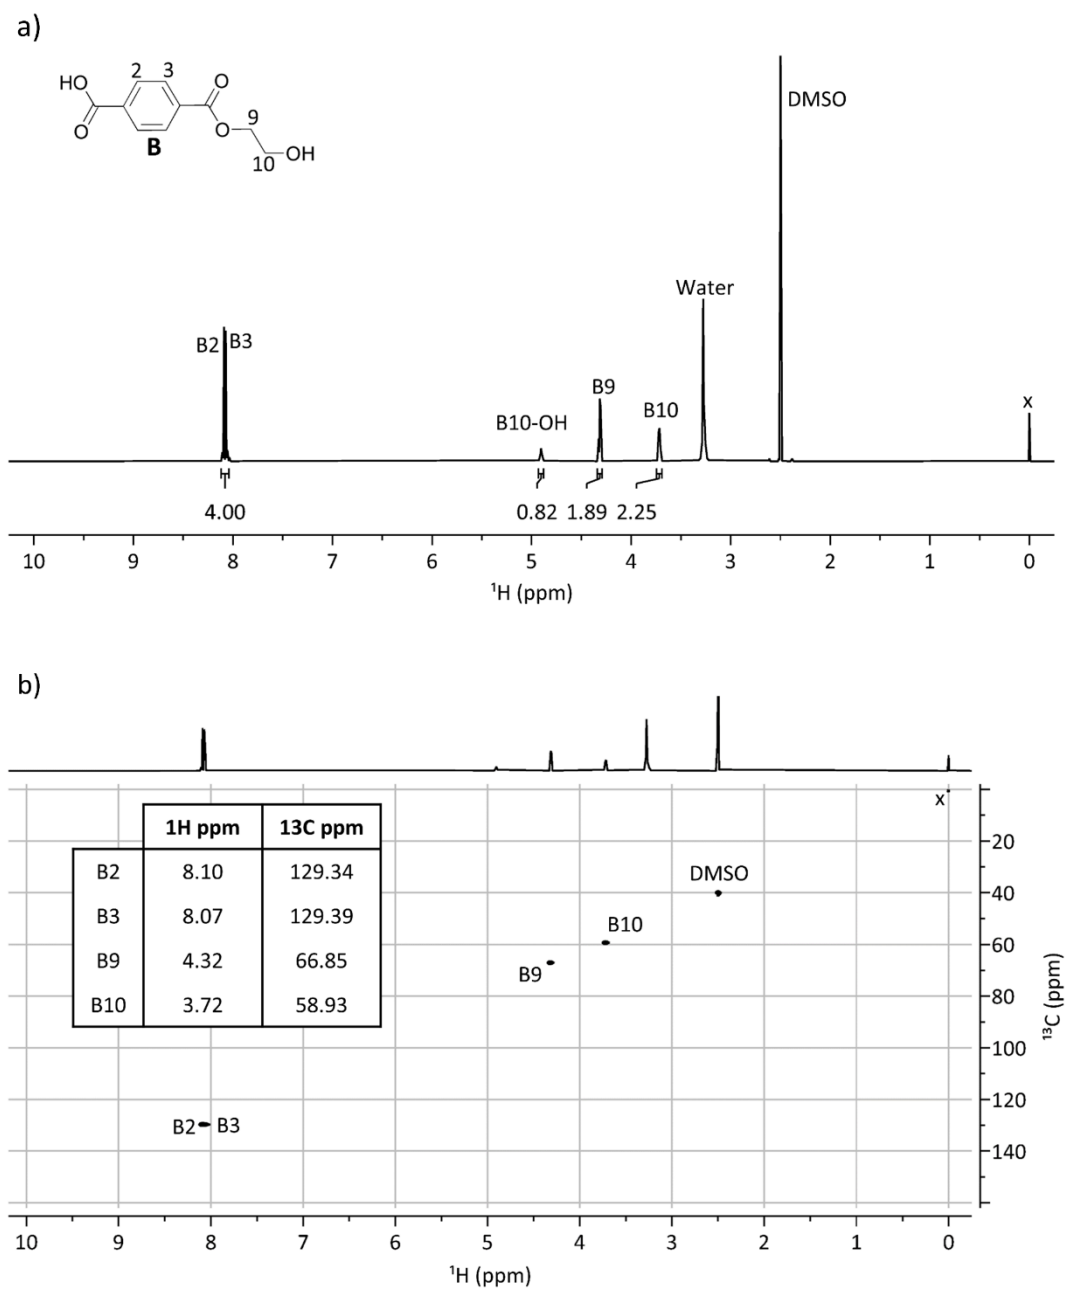 a)
2 3
HO O
O O 9
B
10 OH
DMSO
Water
B2 B3
B9
B10
B10-OH
x
4.00 0.82 1.89 2.25
10 9 8 7 6 5 4 3 2 1 0
¹H (ppm)
b)
x
1H ppm 13C ppm
B2 8.10 129.34
B3 8.07 129.39
B9 4.32 66.85
B10 3.72 58.93
DMSO
B10
B9
B2 B3
20
40
60
80
100
120
140
¹³C (ppm)
10 9 8 7 6 5 4 3 2 1 0
¹H (ppm)